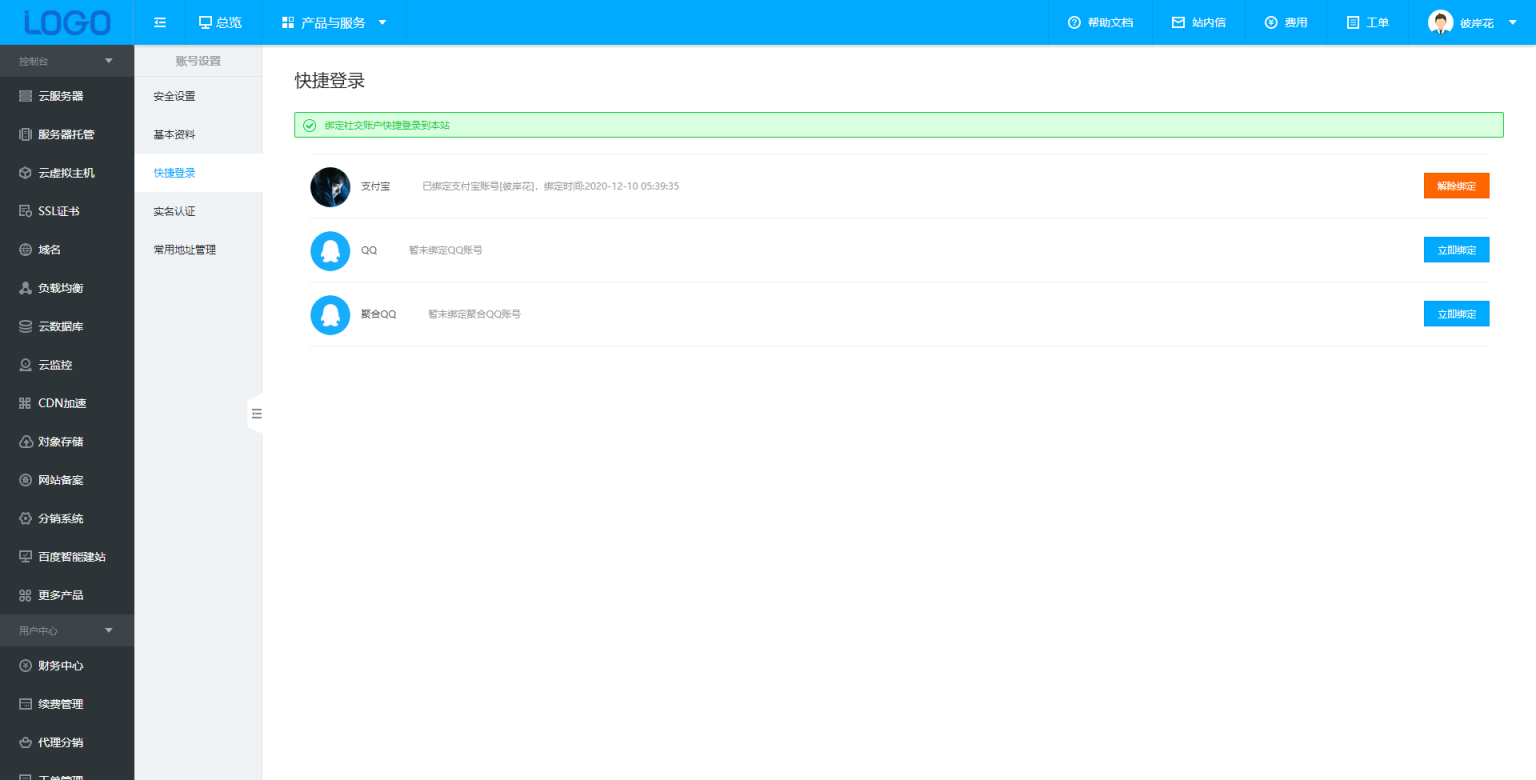 LOGO
总览
产品与服务
帮助文档
站内信
费用
工单
彼岸花
控制台
云服务器
服务器托管
云虚拟主机
SSL证书
域名
负载均衡
云数据库
云监控
CDN加速
对象存储
网站备案
分销系统
百度智能建站
更多产品
用户中心
财务中心
续费管理
代理分销
工单管理
账号设置
安全设置
基本资料
快捷登录
实名认证
常用地址管理
快捷登录
绑定社交账户快捷登录到本站
支付宝 已绑定支付宝账号[彼岸花]，绑定时间:2020-12-10 05:39:35 解除绑定
QQ 暂未绑定QQ账号 立即绑定
聚合QQ 暂未绑定聚合QQ账号 立即绑定